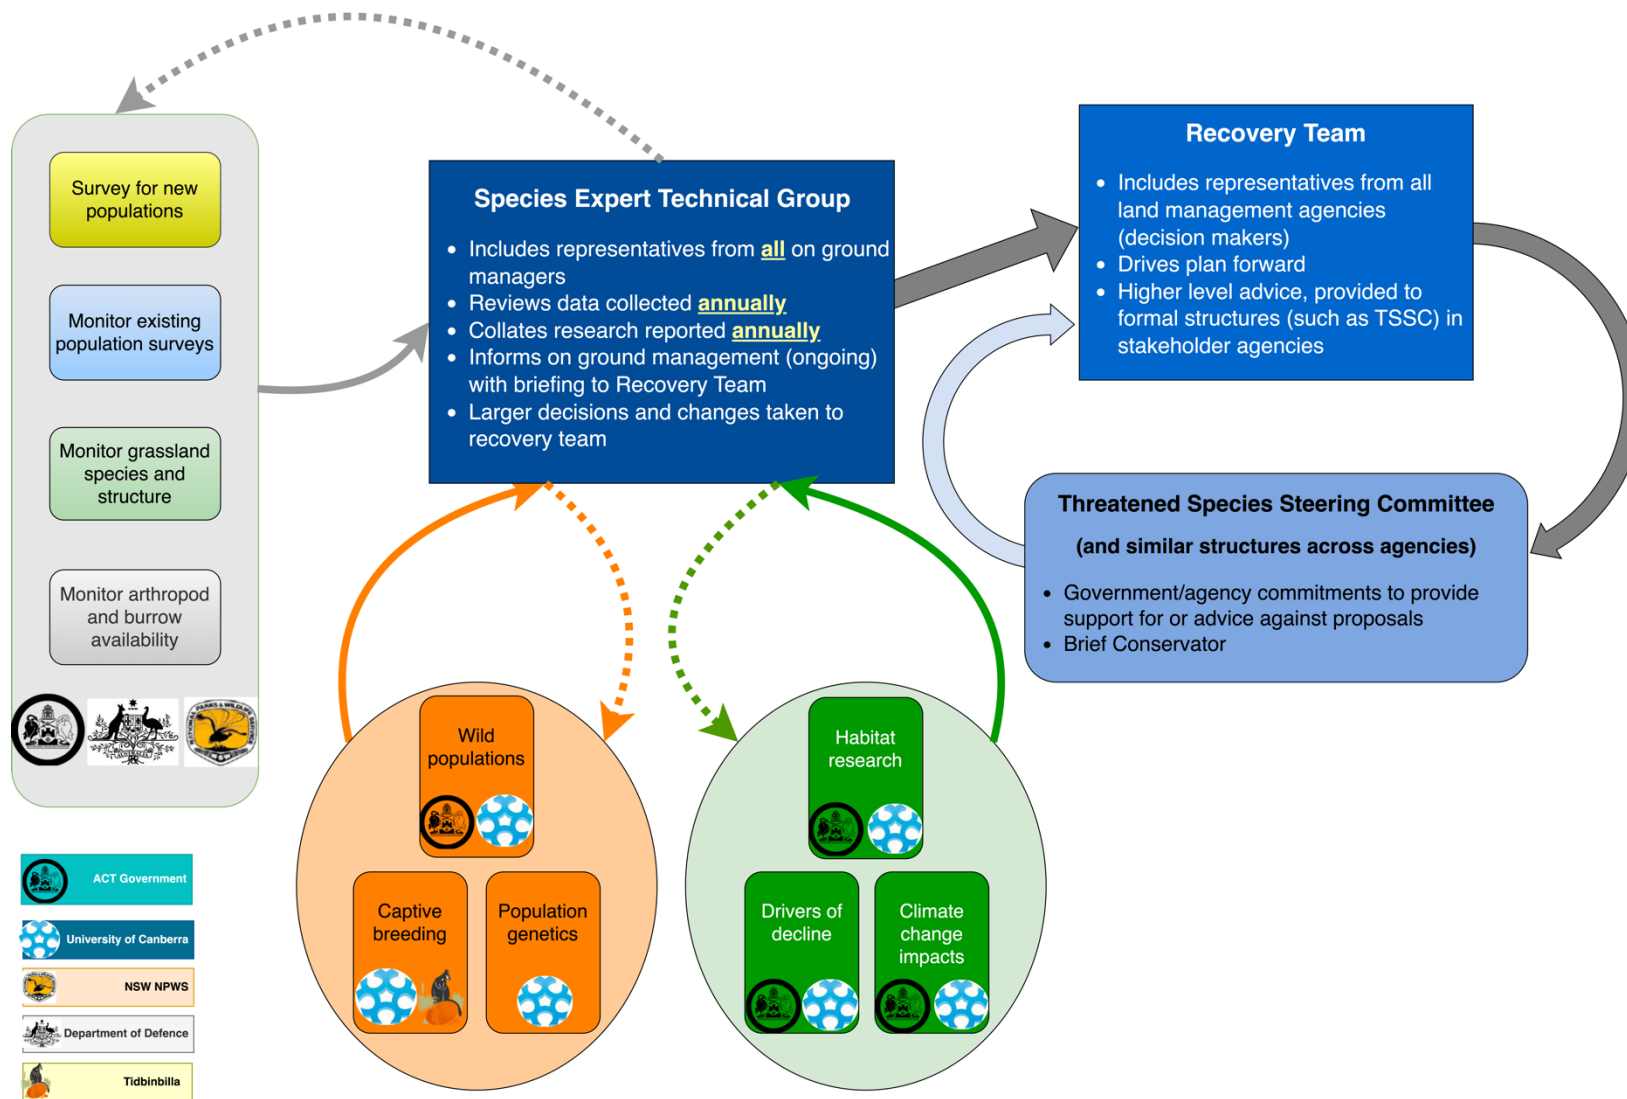 Survey for new
populations
Monitor existing
population surveys
Monitor grassland
species and
structure
Monitor arthropod
and burrow
availability
NATIONAL PARKS & WILDLIFE SERVICE
AUSTRALIA
Species Expert Technical Group
• Includes representatives from all on ground
managers
• Reviews data collected annually
• Collates research reported annually
• Informs on ground management (ongoing)
with briefing to Recovery Team
• Larger decisions and changes taken to
recovery team
Recovery Team
• Includes representatives from all
land management agencies
(decision makers)
• Drives plan forward
• Higher level advice, provided to
formal structures (such as TSSC) in
stakeholder agencies
Threatened Species Steering Committee
(and similar structures across agencies)
• Government/agency commitments to provide
support for or advice against proposals
• Brief Conservator
Wild
populations
Captive
breeding
Population
genetics
Habitat
research
Drivers of
decline
Climate
change
impacts
ACT Government
University of Canberra
NSW NPWS
Department of Defence
Tidbinbilla